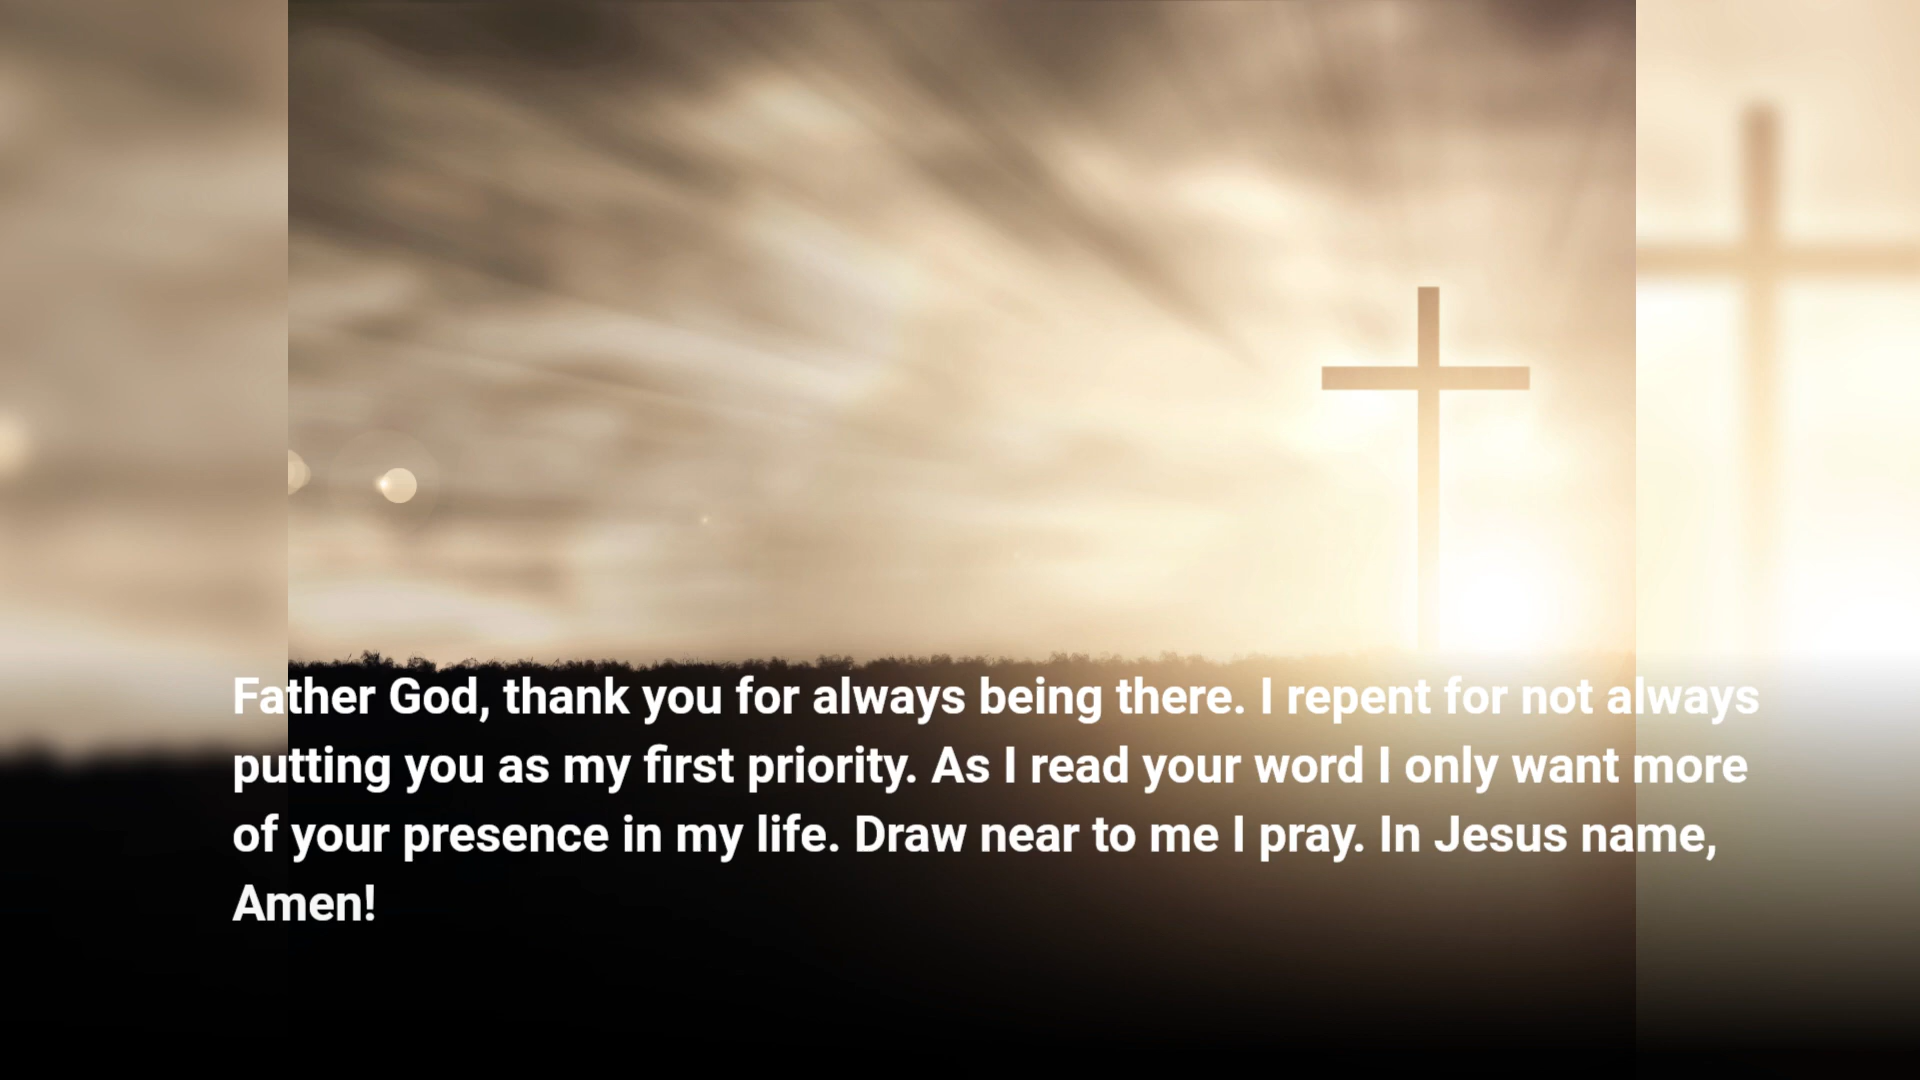 Father God, thank you for always being there. I repent for not always
putting you as my first priority. As I read your word I only want more
of your presence in my life. Draw near to me I pray. In Jesus name,
Amen!